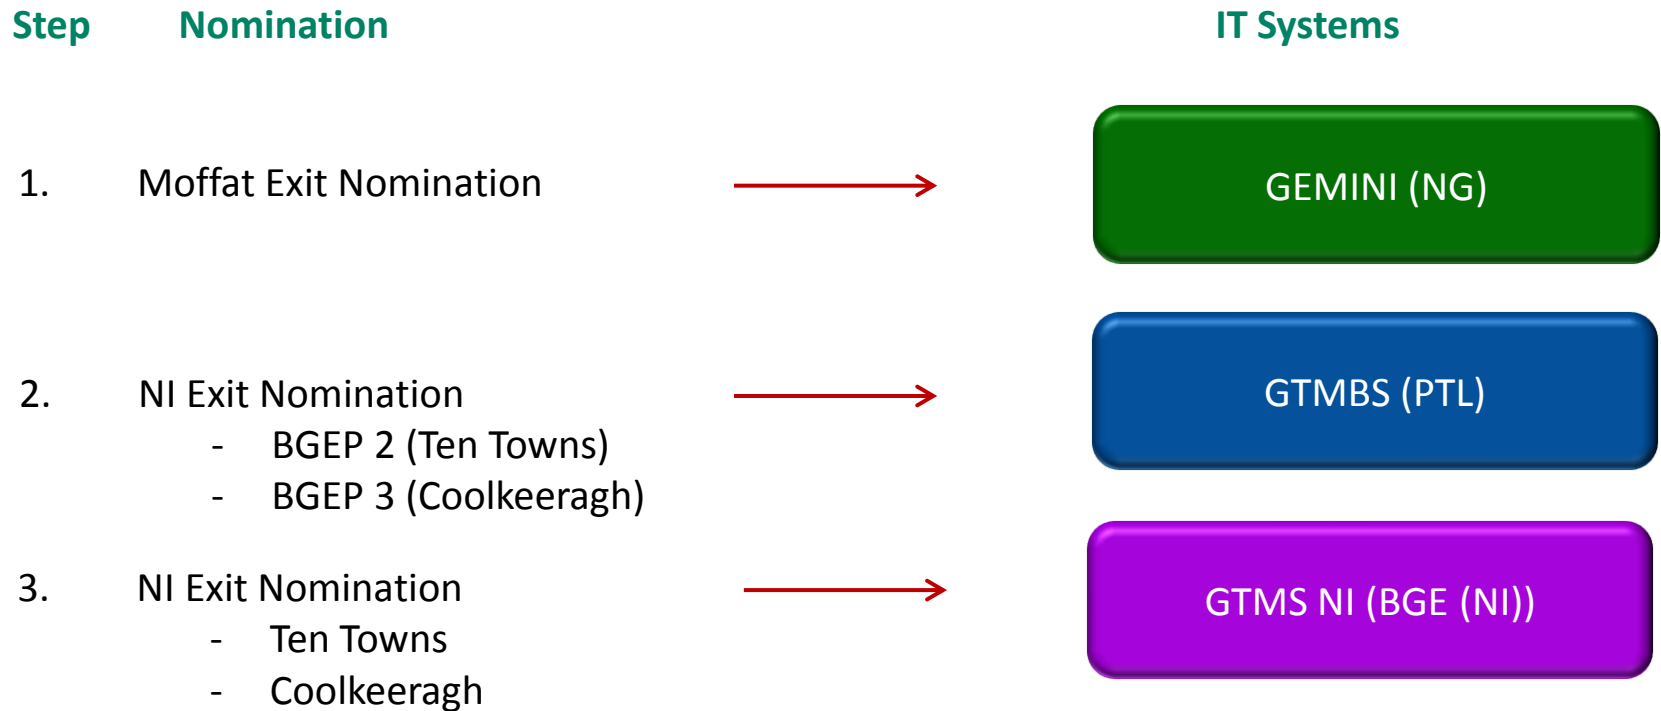 Step Nomination IT Systems
1. Moffat Exit Nomination GEMINI (NG)
2. NI Exit Nomination GTMBS (PTL)
- BGEP 2 (Ten Towns)
- BGEP 3 (Coolkeeragh)
3. NI Exit Nomination GTMS NI (BGE (NI))
- Ten Towns
- Coolkeeragh